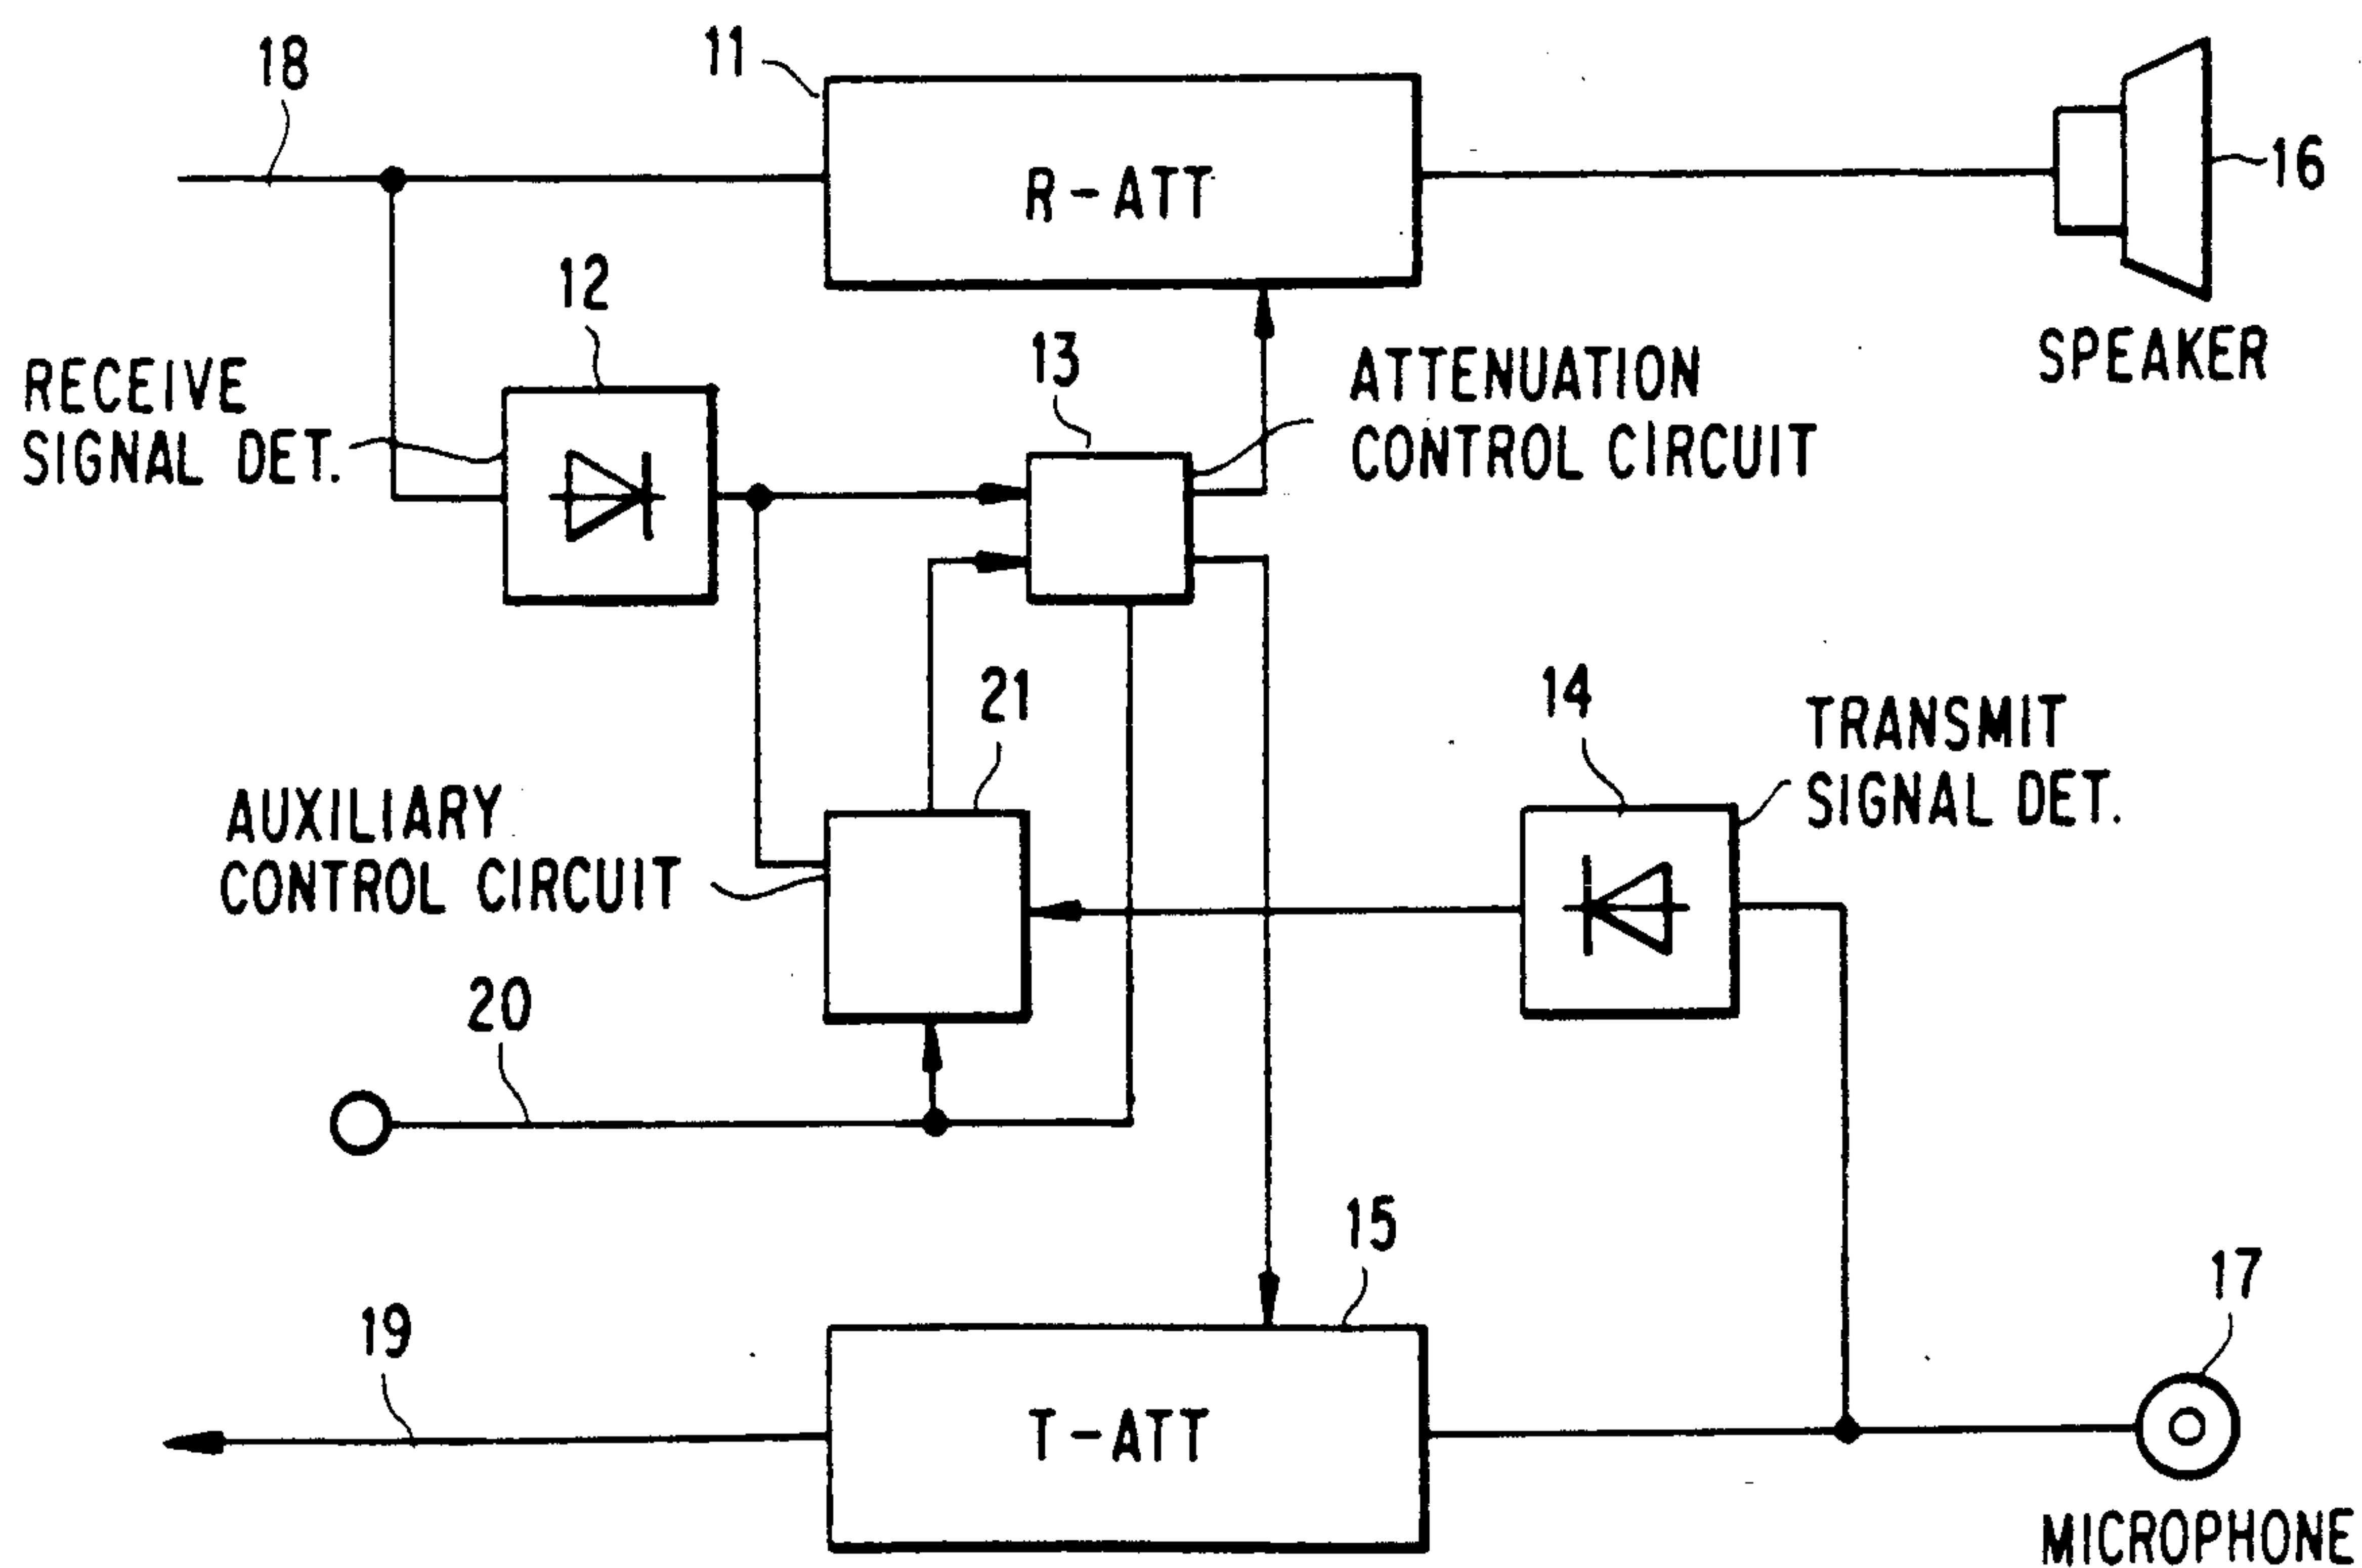 18
11
R-ATT
16
SPEAKER
12
RECEIVE
SIGNAL DET.
13
ATTENUATION
CONTROL CIRCUIT
21
14
TRANSMIT
SIGNAL DET.
AUXILIARY
CONTROL CIRCUIT
20
15
19
T-ATT
17
MICROPHONE